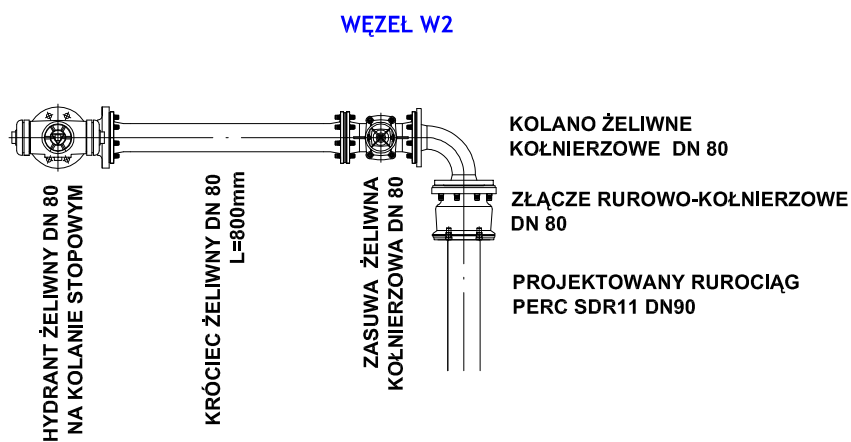 WĘZEŁ W2
KOLANO ŻELIWNE
KOŁNIERZOWE DN 80
ZŁĄCZE RUROWO-KOŁNIERZOWE
DN 80
PROJEKTOWANY RUROCIĄG
PERC SDR11 DN90
HYDRANT ŻELIWNY DN 80
NA KOLANIE STOPOWYM
KRÓCIEC ŻELIWNY DN 80
L=800mm
ZASUWA ŻELIWNA
KOŁNIERZOWA DN 80